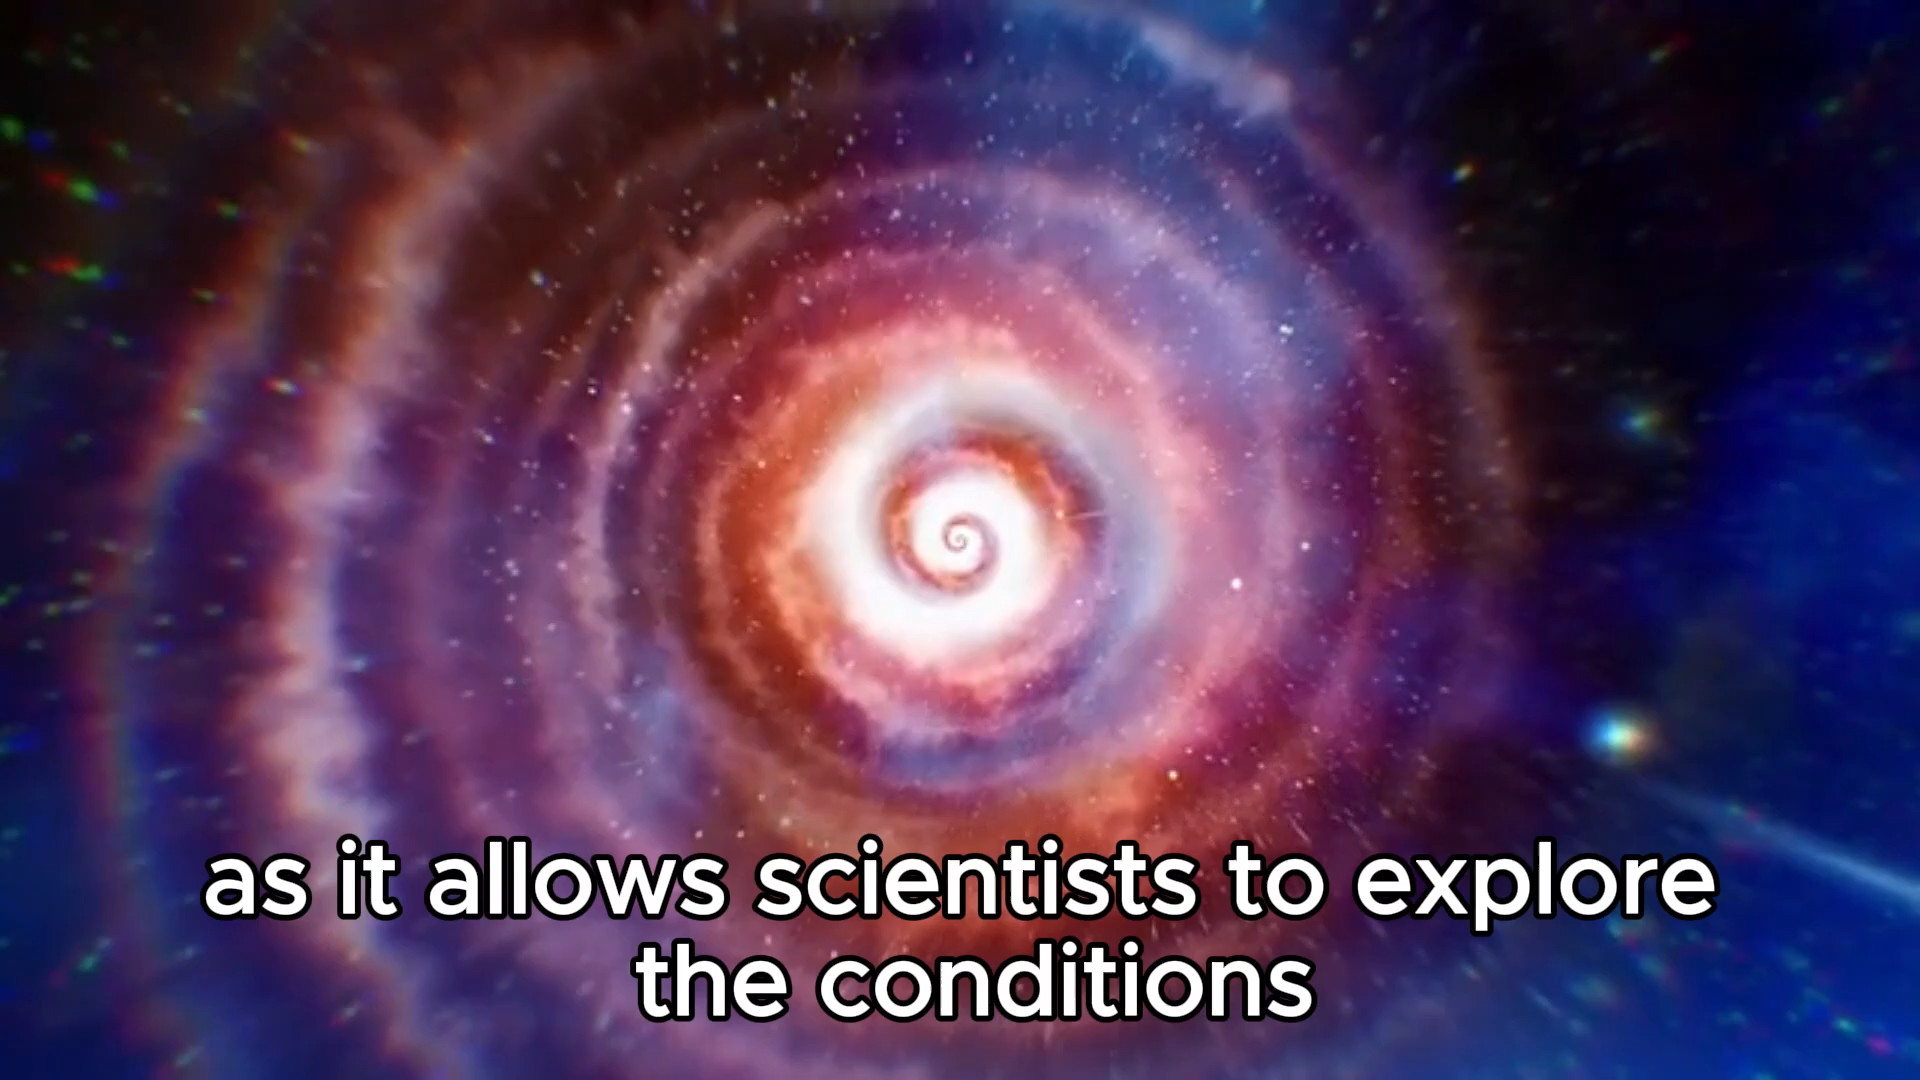 as it allows scientists to explore
the conditions